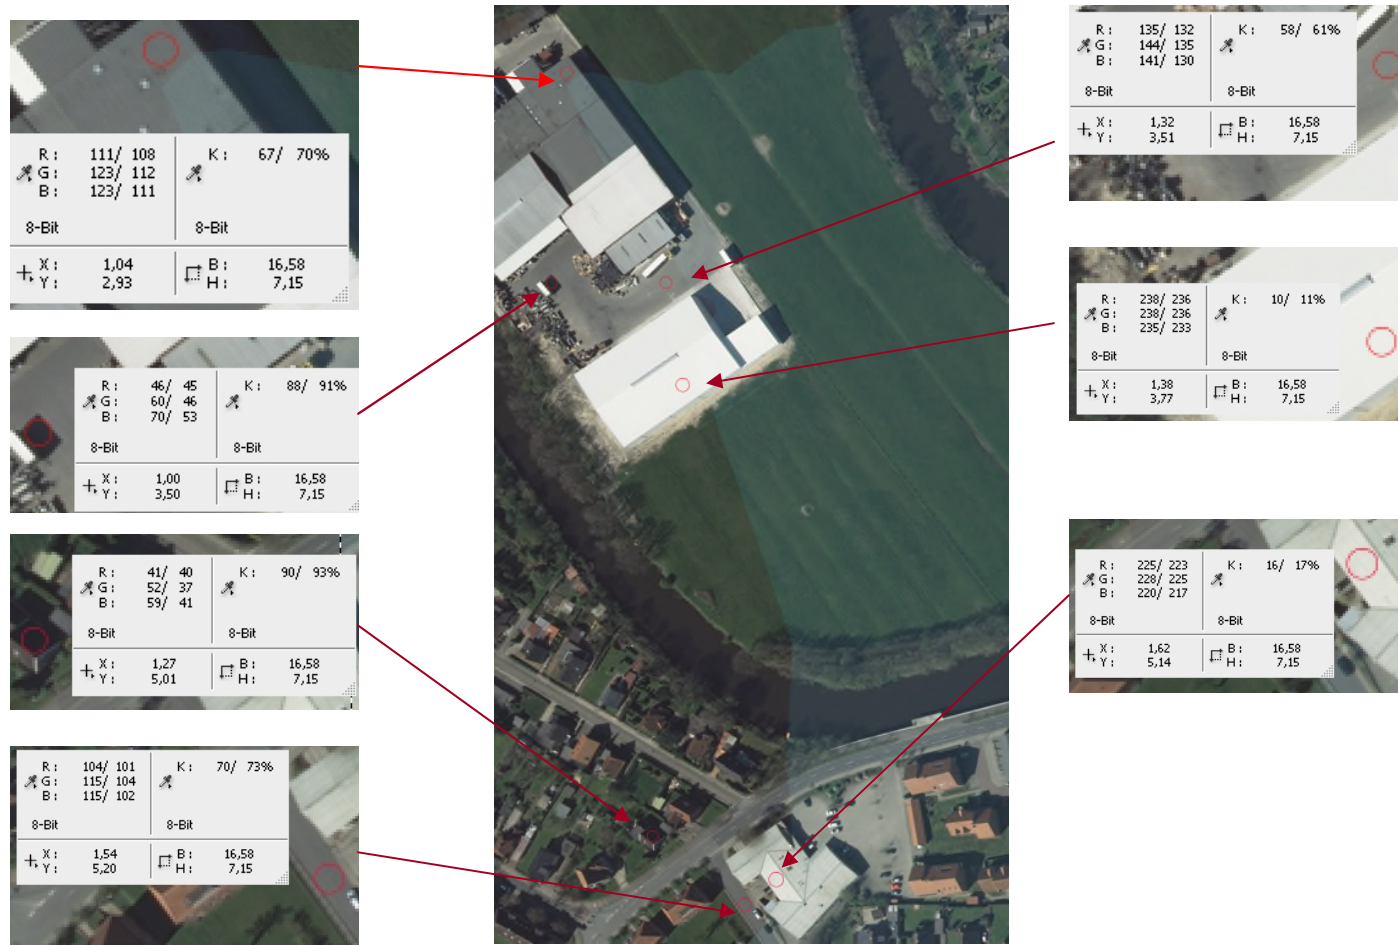 R: 111/ 108 K: 67/ 70%
G: 123/ 112
B: 123/ 111
8-Bit 8-Bit
X: 1,04 B: 16,58
Y: 2,93 H: 7,15
R: 46/ 45 K: 88/ 91%
G: 60/ 46
B: 70/ 53
8-Bit 8-Bit
X: 1,00 B: 16,58
Y: 3,50 H: 7,15
R: 41/ 40 K: 90/ 93%
G: 52/ 37
B: 59/ 41
8-Bit 8-Bit
X: 1,27 B: 16,58
Y: 5,01 H: 7,15
R: 104/ 101 K: 70/ 73%
G: 115/ 104
B: 115/ 102
8-Bit 8-Bit
X: 1,54 B: 16,58
Y: 5,20 H: 7,15
R: 135/ 132 K: 58/ 61%
G: 144/ 135
B: 141/ 130
8-Bit 8-Bit
X: 1,32 B: 16,58
Y: 3,51 H: 7,15
R: 238/ 236 K: 10/ 11%
G: 238/ 236
B: 235/ 233
8-Bit 8-Bit
X: 1,38 B: 16,58
Y: 3,77 H: 7,15
R: 225/ 223 K: 16/ 17%
G: 228/ 225
B: 220/ 217
8-Bit 8-Bit
X: 1,62 B: 16,58
Y: 5,14 H: 7,15